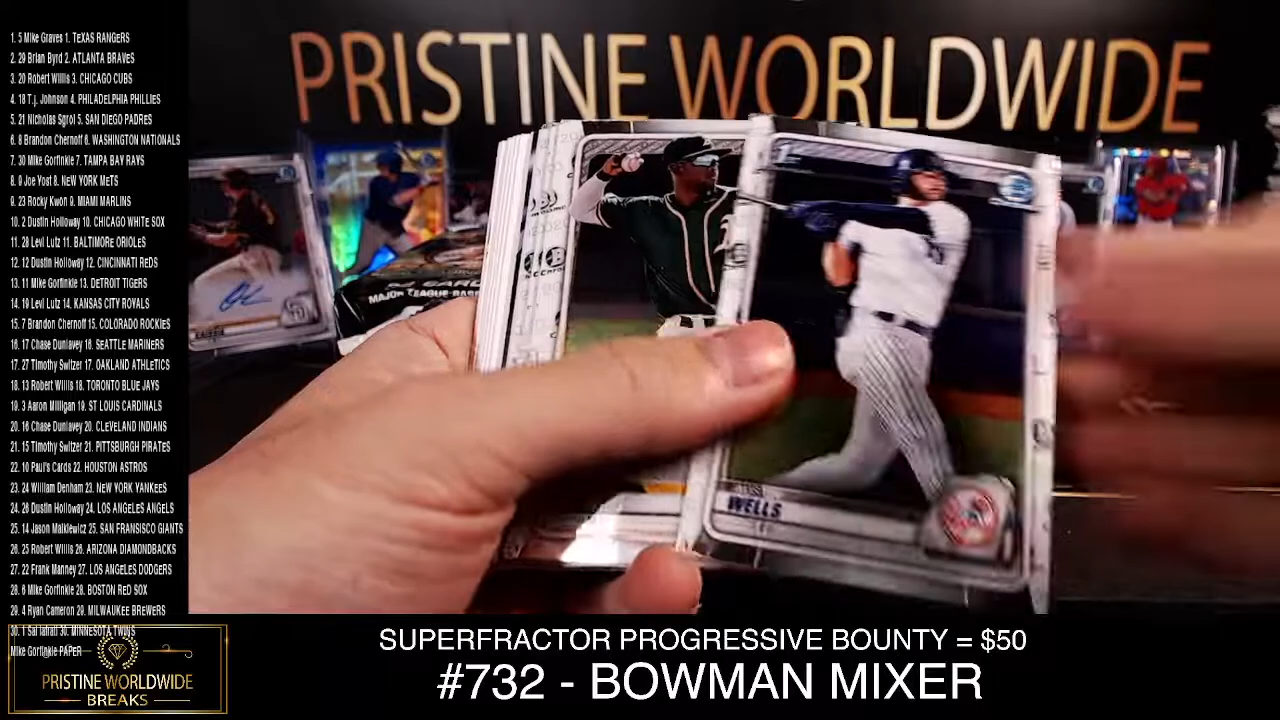 1. 5 Mike Graves 1. TEXAS RANGERS
2. 29 Brian Byrd 2. ATLANTA BRAVES
3. 20 Robert Willis 3. CHICAGO CUBS
4. 18 T.j. Johnson 4. PHILADELPHIA PHILLIES
5. 21 Nicholas Sgroi 5. SAN DIEGO PADRES
6. 8 Brandon Chernoff 6. WASHINGTON NATIONALS
7. 30 Mike Gorfinkle 7. TAMPA BAY RAYS
8. 9 Joe Yost 8. NEW YORK METS
9. 23 Rocky Kwon 9. MIAMI MARLINS
10. 2 Dustin Holloway 10. CHICAGO WHITE SOX
11. 28 Levi Lutz 11. BALTIMORE ORIOLES
12. 12 Dustin Holloway 12. CINCINNATI REDS
13. 11 Mike Gorfinkle 13. DETROIT TIGERS
14. 19 Levi Lutz 14. KANSAS CITY ROYALS
15. 7 Brandon Chernoff 15. COLORADO ROCKIES
16. 17 Chase Dunlavey 16. SEATTLE MARINERS
17. 27 Timothy Switzer 17. OAKLAND ATHLETICS
18. 13 Robert Willis 18. TORONTO BLUE JAYS
19. 3 Aaron Milligan 19. ST LOUIS CARDINALS
20. 16 Chase Dunlavey 20. CLEVELAND INDIANS
21. 15 Timothy Switzer 21. PITTSBURGH PIRATES
22. 10 Paul's Cards 22. HOUSTON ASTROS
23. 24 William Denham 23. NEW YORK YANKEES
24. 26 Dustin Holloway 24. LOS ANGELES ANGELS
25. 14 Jason Malkiewicz 25. SAN FRANSISCO GIANTS
26. 25 Robert Willis 26. ARIZONA DIAMONDBACKS
27. 22 Frank Manney 27. LOS ANGELES DODGERS
28. 6 Mike Gorfinkle 28. BOSTON RED SOX
29. 4 Ryan Cameron 29. MILWAUKEE BREWERS
30. 1 Sal 30. MINNESOTA TWINS
Mike Gorfinkle PAPER
PRISTINE WORLDWIDE
BREAKS
PRISTINE WORLDWIDE
MAJOR LEAGUE
WELLS
SUPERFRACTOR PROGRESSIVE BOUNTY = $50
#732 - BOWMAN MIXER